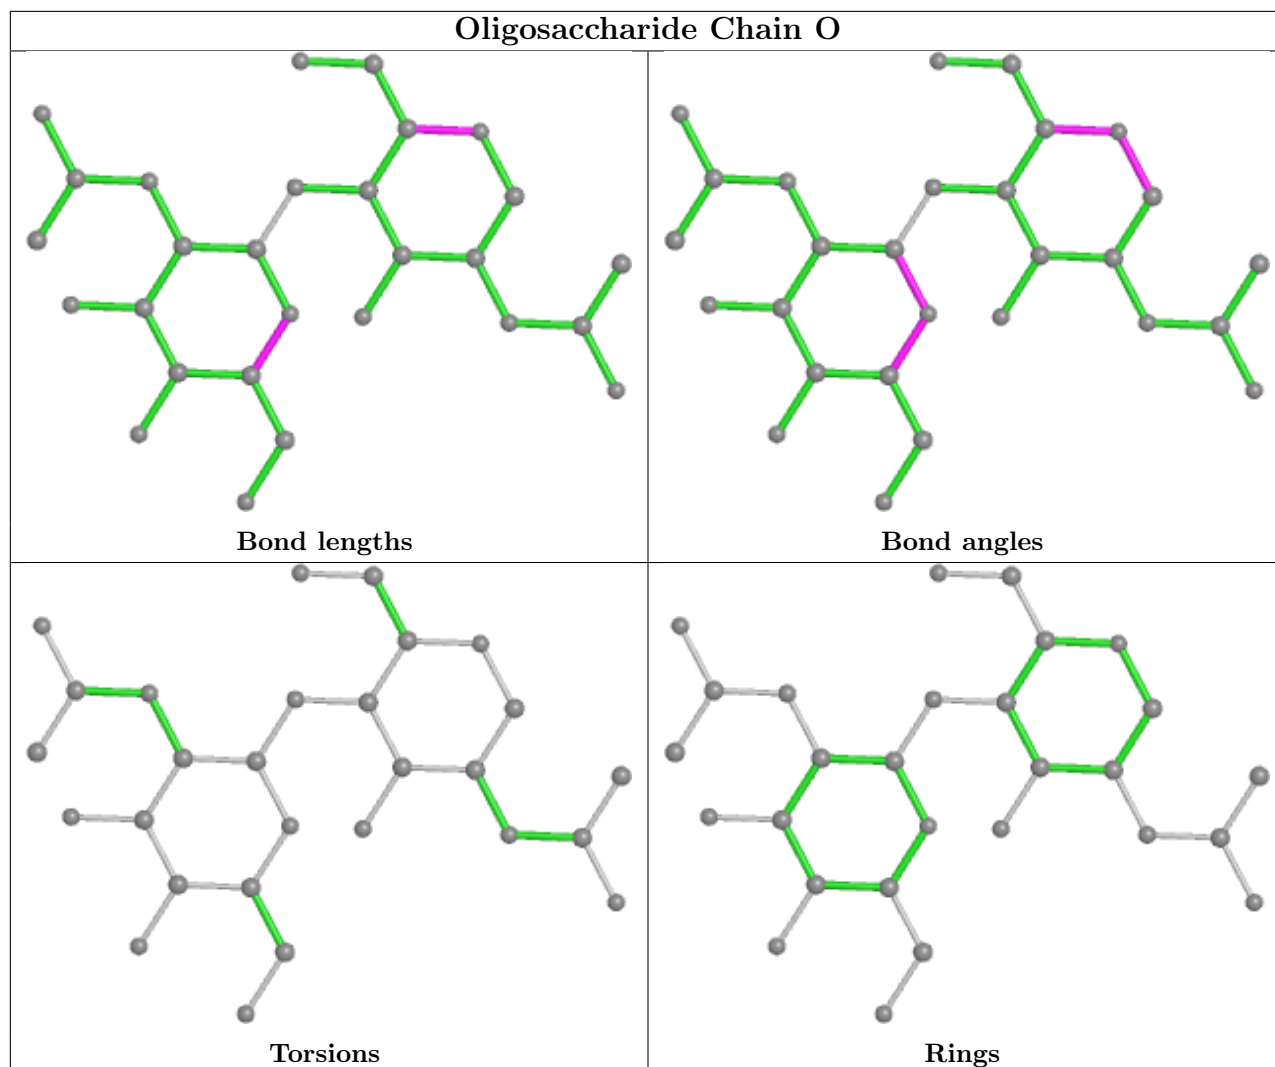 Oligosaccharide Chain O
Bond lengths
Bond angles
Torsions
Rings